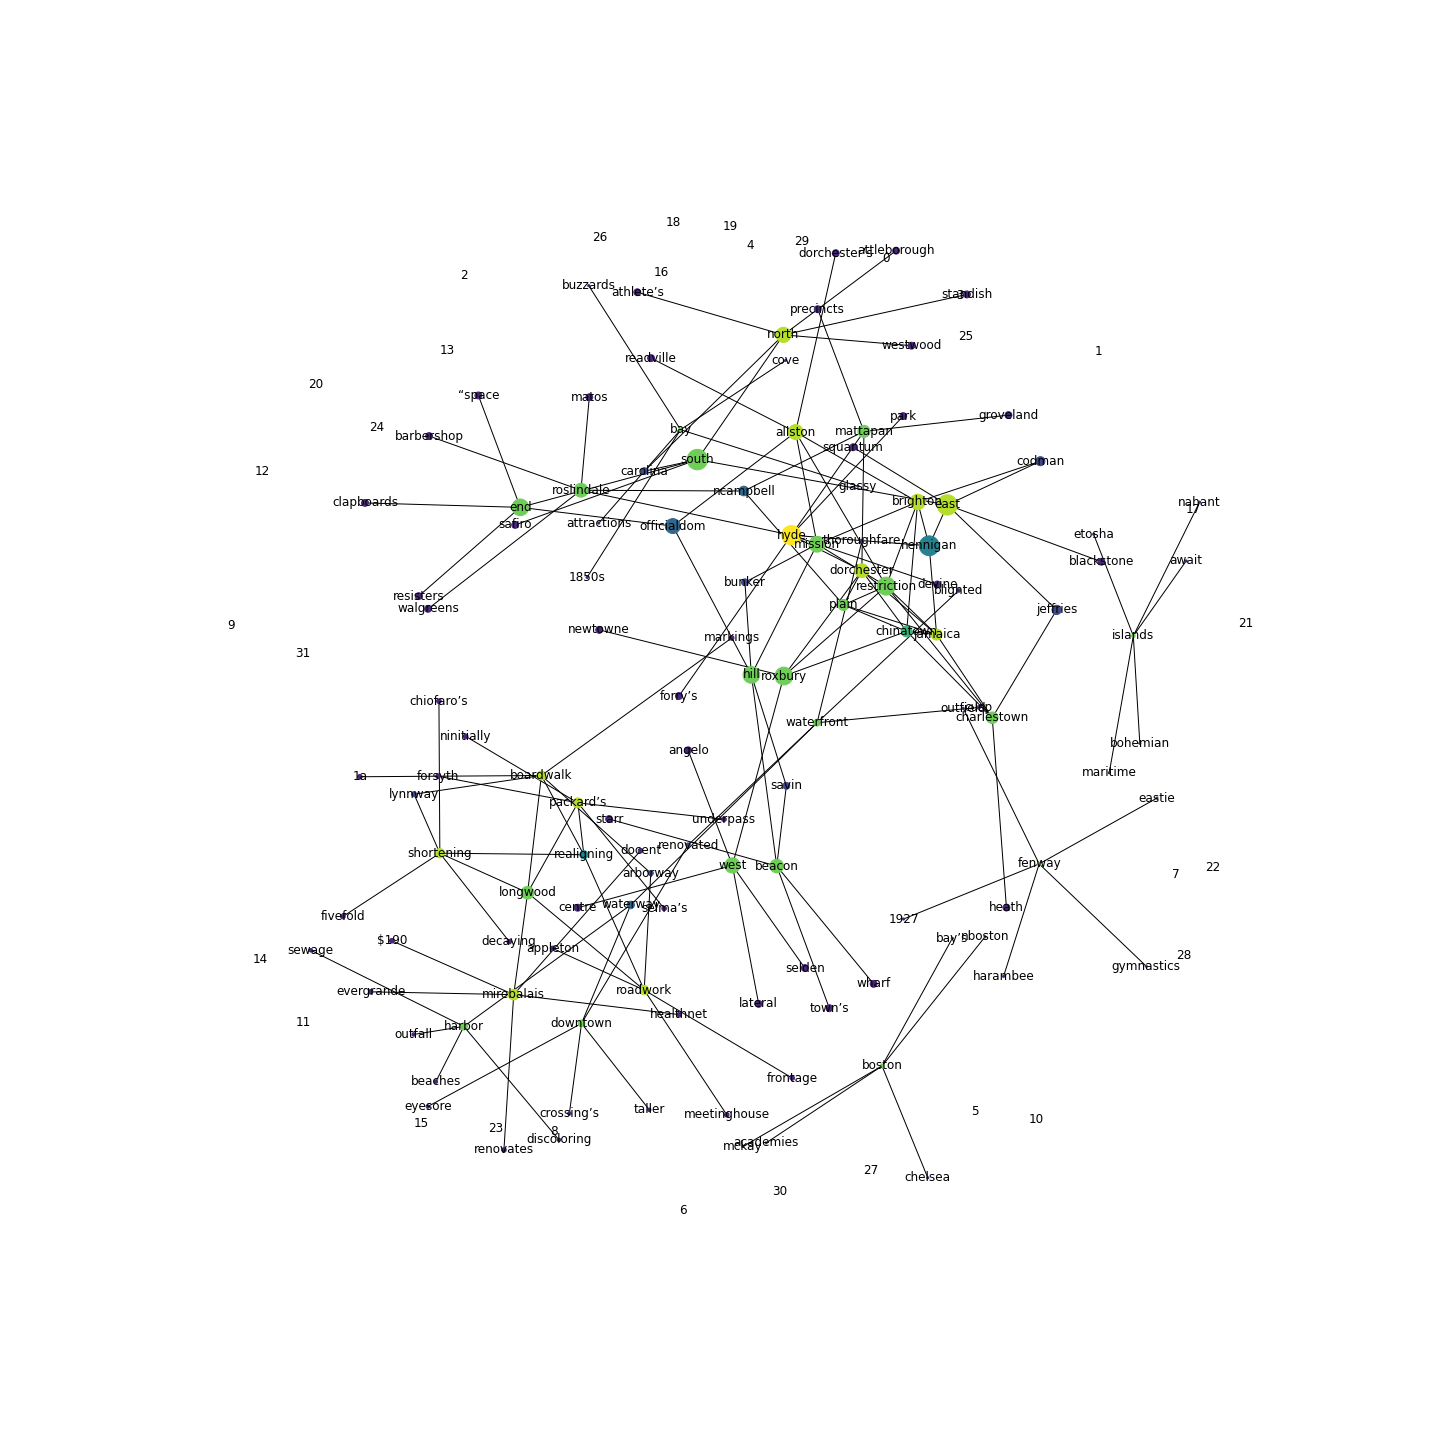 18
19
26
4
29
dorchester's
attleborough
0
16
2
buzzards
athlete's
standish
3
precincts
north
westwood
25
13
readville
cove
1
20
"space
matos
24
barbershop
bay
allston
mattapan
park
groveland
squantum
12
carolina
south
codman
roslindale
ncampbell
glassy
clapboards
end
brighton
east
nahant
17
safiro
attractions
officialdom
hyde
mission
thoroughfare
hennigan
etosha
blackstone
await
1850s
bunker
dorchester
restriction
devine
blighted
resisters
walgreens
plain
jeffries
9
newtowne
markings
chinatown
jamaica
islands
21
31
hill
roxbury
chiofaro's
forry's
waterfront
outfield
charlestown
ninitially
angelo
bohemian
1a
forsyth
boardwalk
maritime
lynnway
packard's
savin
eastie
starr
underpass
shortening
realigning
docent
renovated
west
beacon
fenway
22
arborway
7
longwood
centre
waterway
selma's
heath
fivefold
1927
$190
decaying
appleton
bay's
nboston
sewage
14
selden
harambee
gymnastics
28
evergrande
mirebalais
roadwork
wharf
lateral
town's
healthnet
11
outfall
harbor
downtown
boston
beaches
frontage
eyesore
crossing's
taller
meetinghouse
5
10
15
23
8
discoloring
renovates
mckay
academies
27
chelsea
30
6